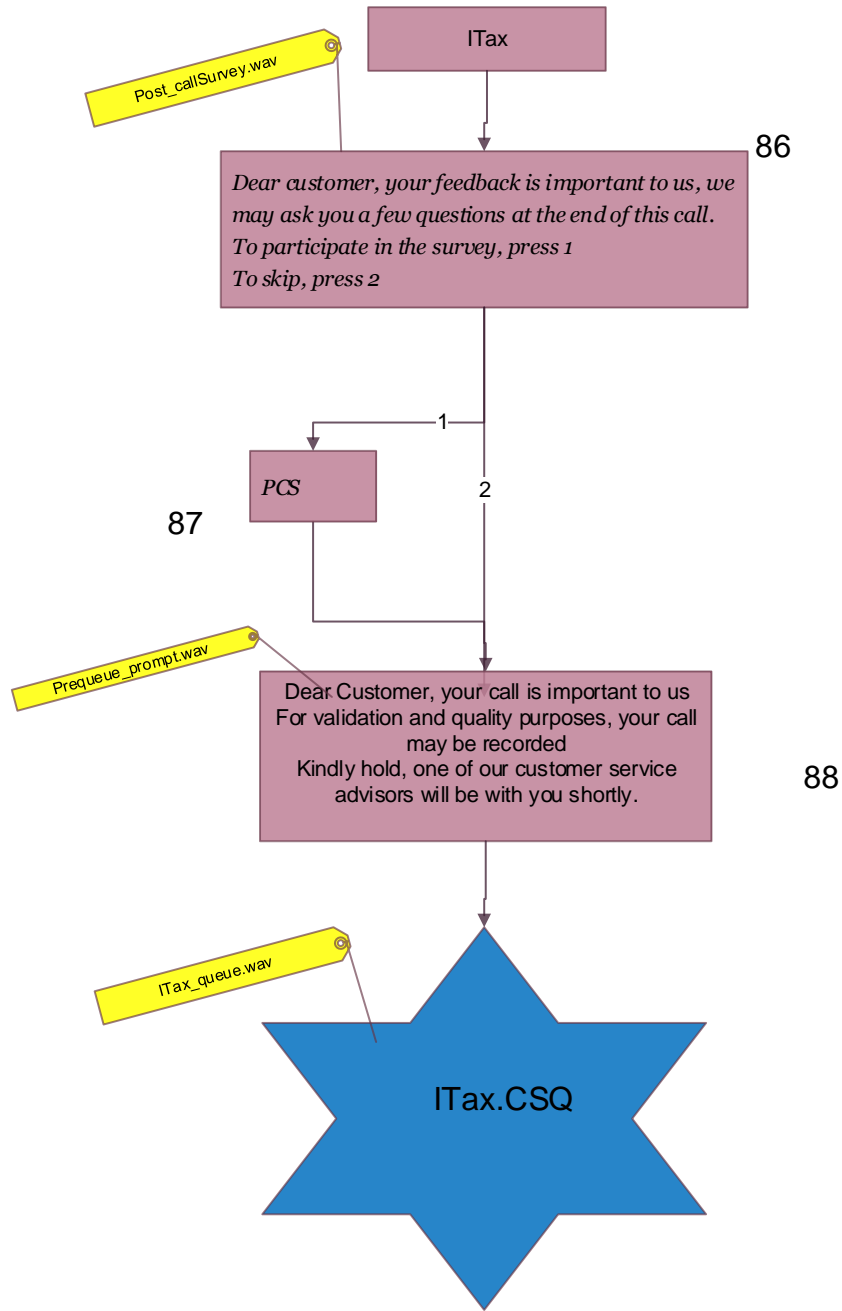 ITax
Post_callSurvey.wav
86
Dear customer, your feedback is important to us, we
may ask you a few questions at the end of this call.
To participate in the survey, press 1
To skip, press 2
1
PCS
2
87
Prequeue_prompt.wav
Dear Customer, your call is important to us
For validation and quality purposes, your call
may be recorded
Kindly hold, one of our customer service
advisors will be with you shortly.
88
ITax_queue.wav
ITax.CSQ